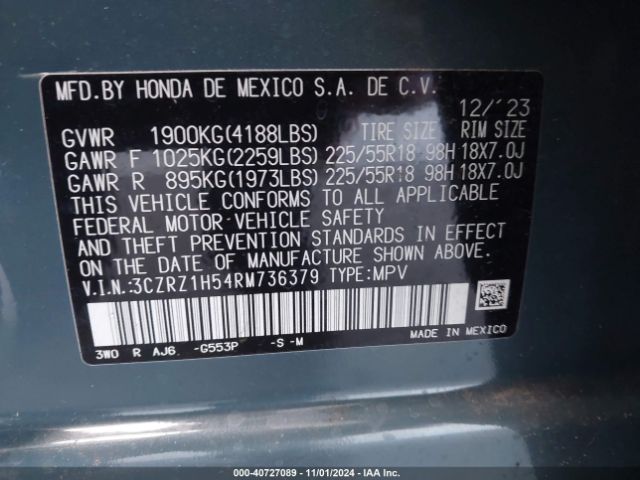 MFD.BY HONDA DE MEXICO S.A. DE C.V.
12/'23
GVWR 1900KG(4188LBS) TIRE SIZE RIM SIZE
GAWR F 1025KG(2259LBS) 225/55R18 98H 18X7.0J
GAWR R 895KG(1973LBS) 225/55R18 98H 18X7.0J
THIS VEHICLE CONFORMS TO ALL APPLICABLE
FEDERAL MOTOR-VEHICLE SAFETY
AND THEFT PREVENTION STANDARDS IN EFFECT
ON THE DATE OF MANUFACTURE SHOWN ABOVE.
V.I.N.:3CZRZ1H54RM736379 TYPE:MPV
MADE IN MEXICO
3W0 R AJ6. -G553P -S -M
000-40727089 - 11/01/2024 - IAA Inc.